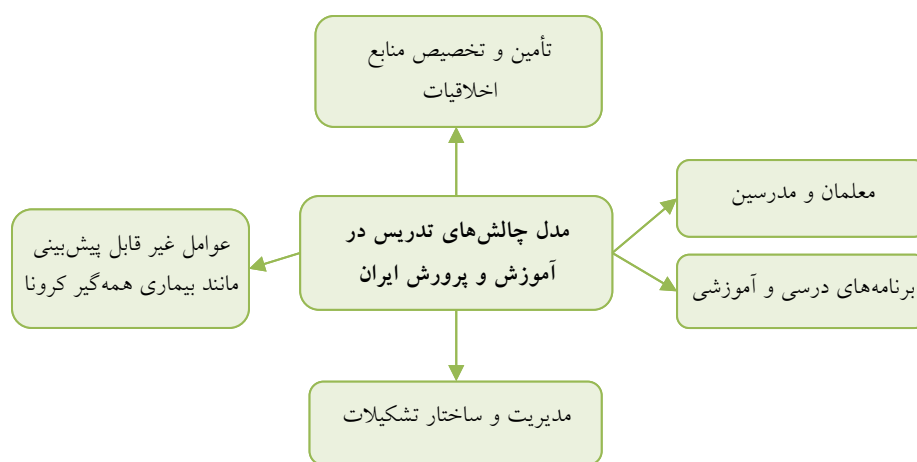 تأمین و تخصیص منابع
اخلاقیات
معلمان و مدرسین
مدل چالش‌های تدریس در
آموزش و پرورش ایران
عوامل غیر قابل پیش‌بینی
مانند بیماری همه‌گیر کرونا
برنامه‌های درسی و آموزشی
مدیریت و ساختار تشکیلات